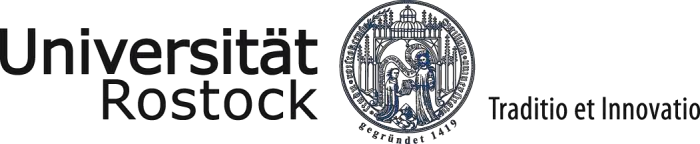 Universität
Rostock
gegründet 1419
Traditio et Innovatio